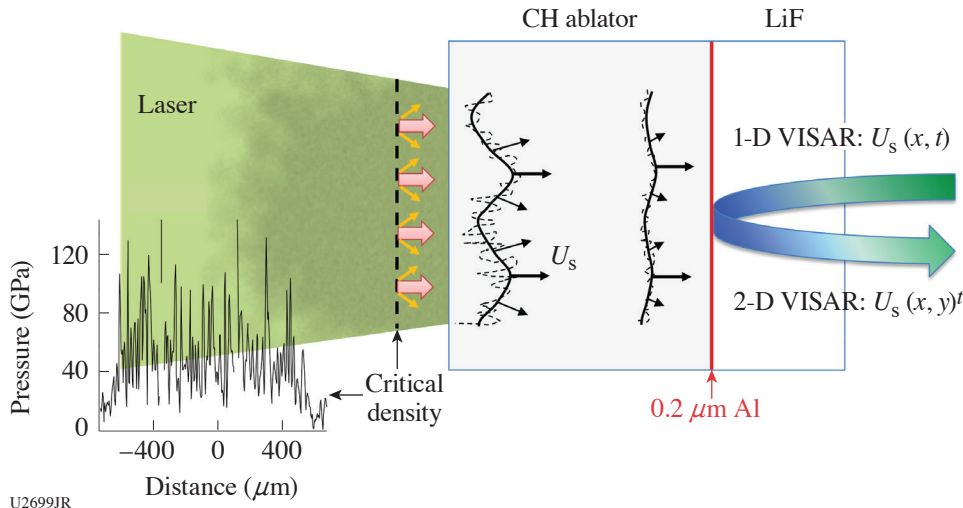 CH ablator
LiF
Laser
1-D VISAR: Us (x, t)
Us
2-D VISAR: Us (x, y)t
Pressure (GPa)
120
80
40
0
Critical
density
0.2 μm Al
−400
0
400
Distance (μm)
U2699JR